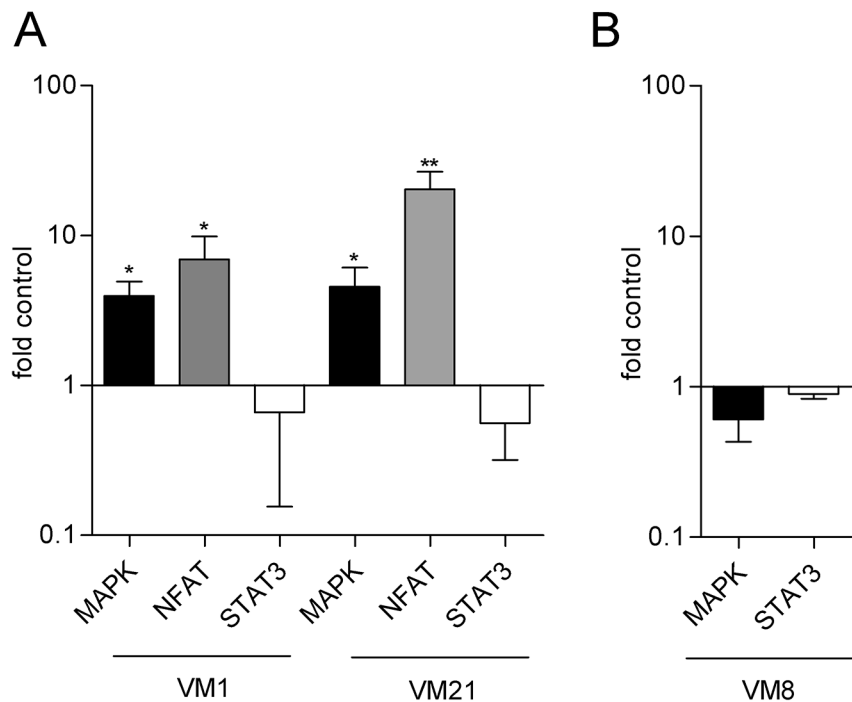 A
B
fold control
100
10
1
0.1
*
*
*
**
MAPK
NFAT
STAT3
MAPK
NFAT
STAT3
VM1
VM21
fold control
100
10
1
0.1
MAPK
STAT3
VM8